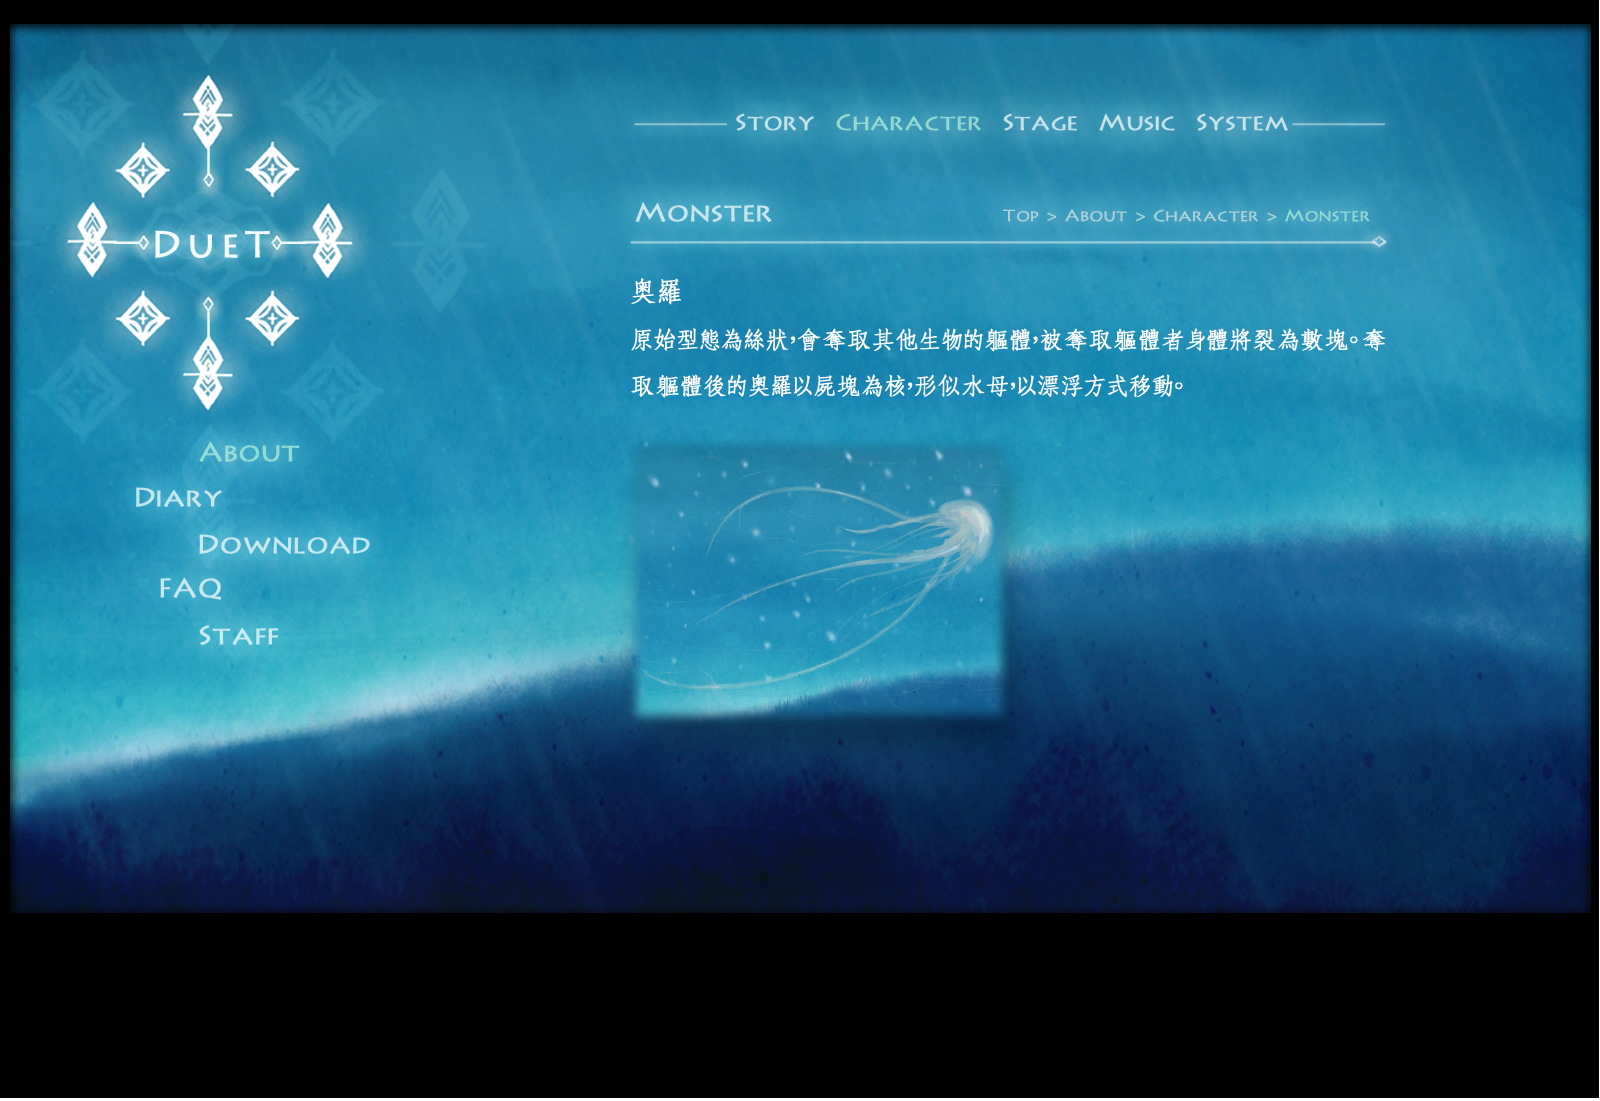 STORY CHARACTER STAGE MUSIC SYSTEM
DUET
MONSTER
TOP > ABOUT > CHARACTER > MONSTER
奧羅
原始型態為絲狀，會奪取其他生物的軀體，被奪取軀體者身體將裂為數塊。奪
取軀體後的奧羅以屍塊為核，形似水母，以漂浮方式移動。
ABOUT
DIARY
DOWNLOAD
FAQ
STAFF